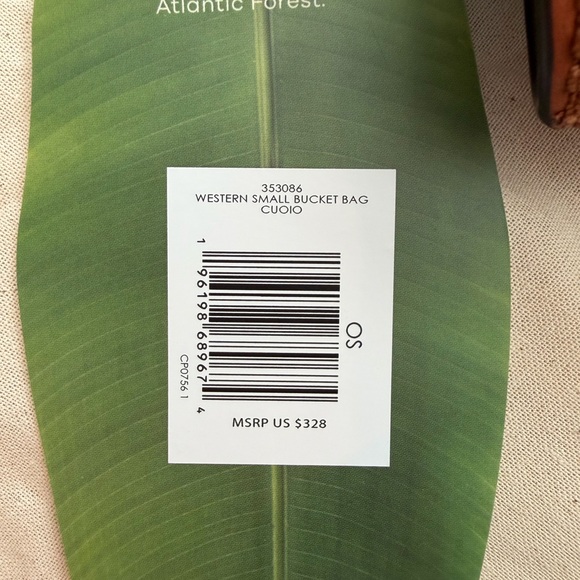 Atlantic Forest.
353086
WESTERN SMALL BUCKET BAG
CUOIO
1 96198 68967 4
OS
CP0756 1
MSRP US $328